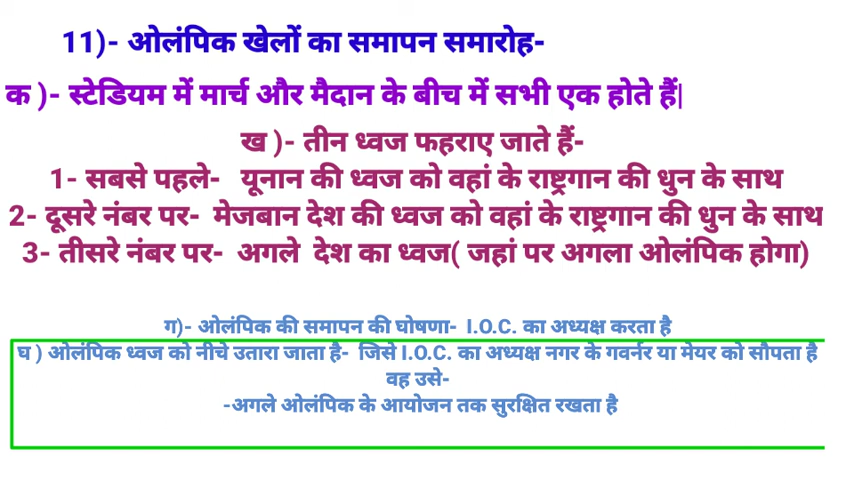 11)- ओलंपिक खेलों का समापन समारोह-
क )- स्टेडियम में मार्च और मैदान के बीच में सभी एक होते हैं|
ख )- तीन ध्वज फहराए जाते हैं-
1- सबसे पहले- यूनान की ध्वज को वहां के राष्ट्रगान की धुन के साथ
2- दूसरे नंबर पर- मेजबान देश की ध्वज को वहां के राष्ट्रगान की धुन के साथ
3- तीसरे नंबर पर- अगले देश का ध्वज( जहां पर अगला ओलंपिक होगा)
ग)- ओलंपिक की समापन की घोषणा- I.O.C. का अध्यक्ष करता है
घ ) ओलंपिक ध्वज को नीचे उतारा जाता है- जिसे I.O.C. का अध्यक्ष नगर के गवर्नर या मेयर को सौपता है
वह उसे-
-अगले ओलंपिक के आयोजन तक सुरक्षित रखता है